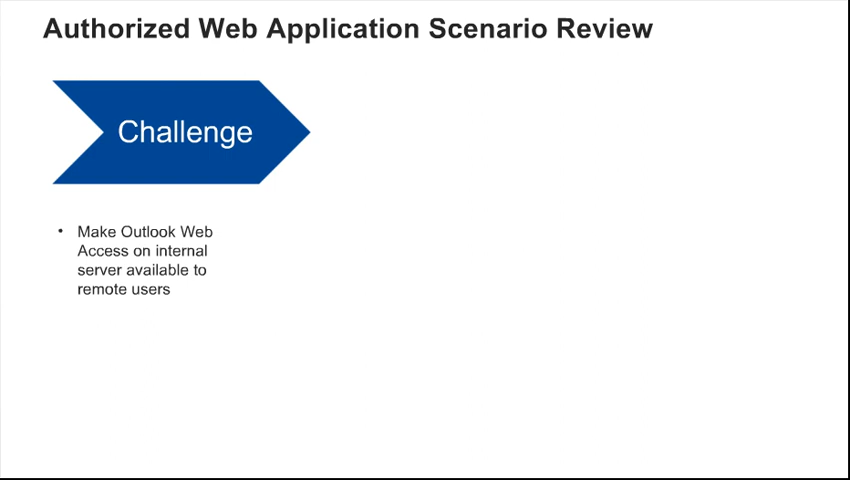 Authorized Web Application Scenario Review
Challenge
• Make Outlook Web
Access on internal
server available to
remote users